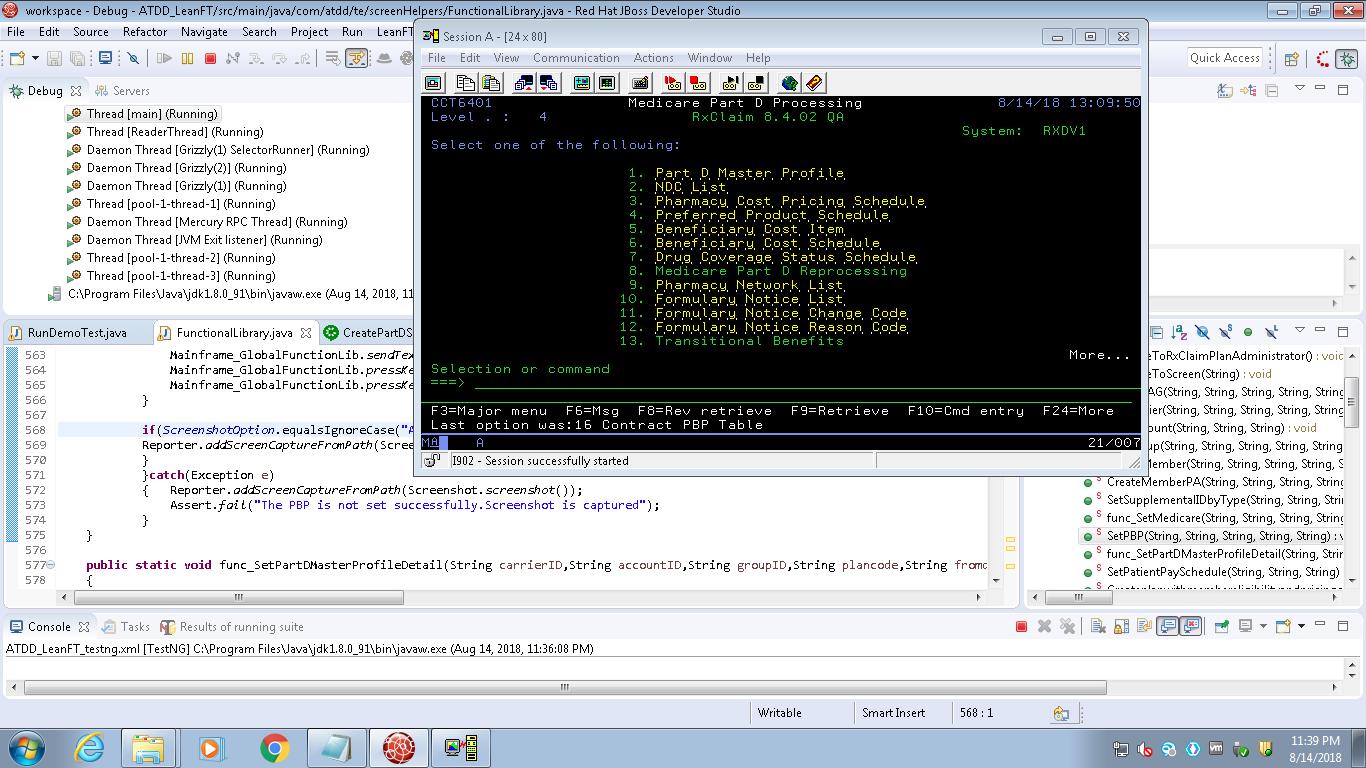 workspace - Debug - ATDD_LeanFT/src/main/java/com/atdd/te/screenHelpers/FunctionalLibrary.java - Red Hat JBoss Developer Studio
File Edit Source Refactor Navigate Search Project Run LeanFT
Quick Access
Debug Servers
Thread [main] (Running)
Thread [ReaderThread] (Running)
Daemon Thread [Grizzly(1) SelectorRunner] (Running)
Daemon Thread [Grizzly(2)] (Running)
Daemon Thread [Grizzly(1)] (Running)
Thread [pool-1-thread-1] (Running)
Daemon Thread [Mercury RPC Thread] (Running)
Daemon Thread [JVM Exit listener] (Running)
Thread [pool-1-thread-2] (Running)
Thread [pool-1-thread-3] (Running)
C:\Program Files\Java\jdk1.8.0_91\bin\javaw.exe (Aug 14, 2018, 11:
Session A - [24 x 80]
File Edit View Communication Actions Window Help
CCT6401 Medicare Part D Processing 8/14/18 13:09:50
Level . : 4 RxClaim 8.4.02 QA
System: RXDV1
Select one of the following:
1. Part D Master Profile
2. NDC List
3. Pharmacy Cost Pricing Schedule
4. Preferred Product Schedule
5. Beneficiary Cost Item
6. Beneficiary Cost Schedule
7. Drug Coverage Status Schedule
8. Medicare Part D Reprocessing
9. Pharmacy Network List
10. Formulary Notice List
11. Formulary Notice Change Code
12. Formulary Notice Reason Code
13. Transitional Benefits
More...
Selection or command
===>
F3=Major menu F6=Msg F8=Rev retrieve F9=Retrieve F10=Cmd entry F24=More
Last option was:16 Contract PBP Table
MA A 21/007
I902 - Session successfully started
RunDemoTest.java FunctionalLibrary.java CreatePartDS
563 Mainframe_GlobalFunctionLib.sendTex
564 Mainframe_GlobalFunctionLib.pressKe
565 Mainframe_GlobalFunctionLib.pressKe
566 }
567
568 if(ScreenshotOption.equalsIgnoreCase("A
569 Reporter.addScreenCaptureFromPath(Scree
570 }
571 }catch(Exception e)
572 { Reporter.addScreenCaptureFromPath(Screenshot.screenshot());
573 Assert.fail("The PBP is not set successfully.Screenshot is captured");
574 }
575 }
576
577 public static void func_SetPartDMasterProfileDetail(String carrierID,String accountID,String groupID,String plancode,String fromd
578 {
eToRxClaimPlanAdministrator() : void
eToScreen(String) : void
AG(String, String, String, String, String,
ier(String, String, String, String, String,
ount(String, String, String) : void
up(String, String, String, String, String,
Member(String, String, String, String,
CreateMemberPA(String, String, String,
SetSupplementalIDbyType(String, String,
func_SetMedicare(String, String, String,
SetPBP(String, String, String, String, String) : v
func_SetPartDMasterProfileDetail(String, Strin
SetPatientPaySchedule(String, String, String)
Console Tasks Results of running suite
ATDD_LeanFT_testng.xml [TestNG] C:\Program Files\Java\jdk1.8.0_91\bin\javaw.exe (Aug 14, 2018, 11:36:08 PM)
Writable Smart Insert 568 : 1
11:39 PM
8/14/2018